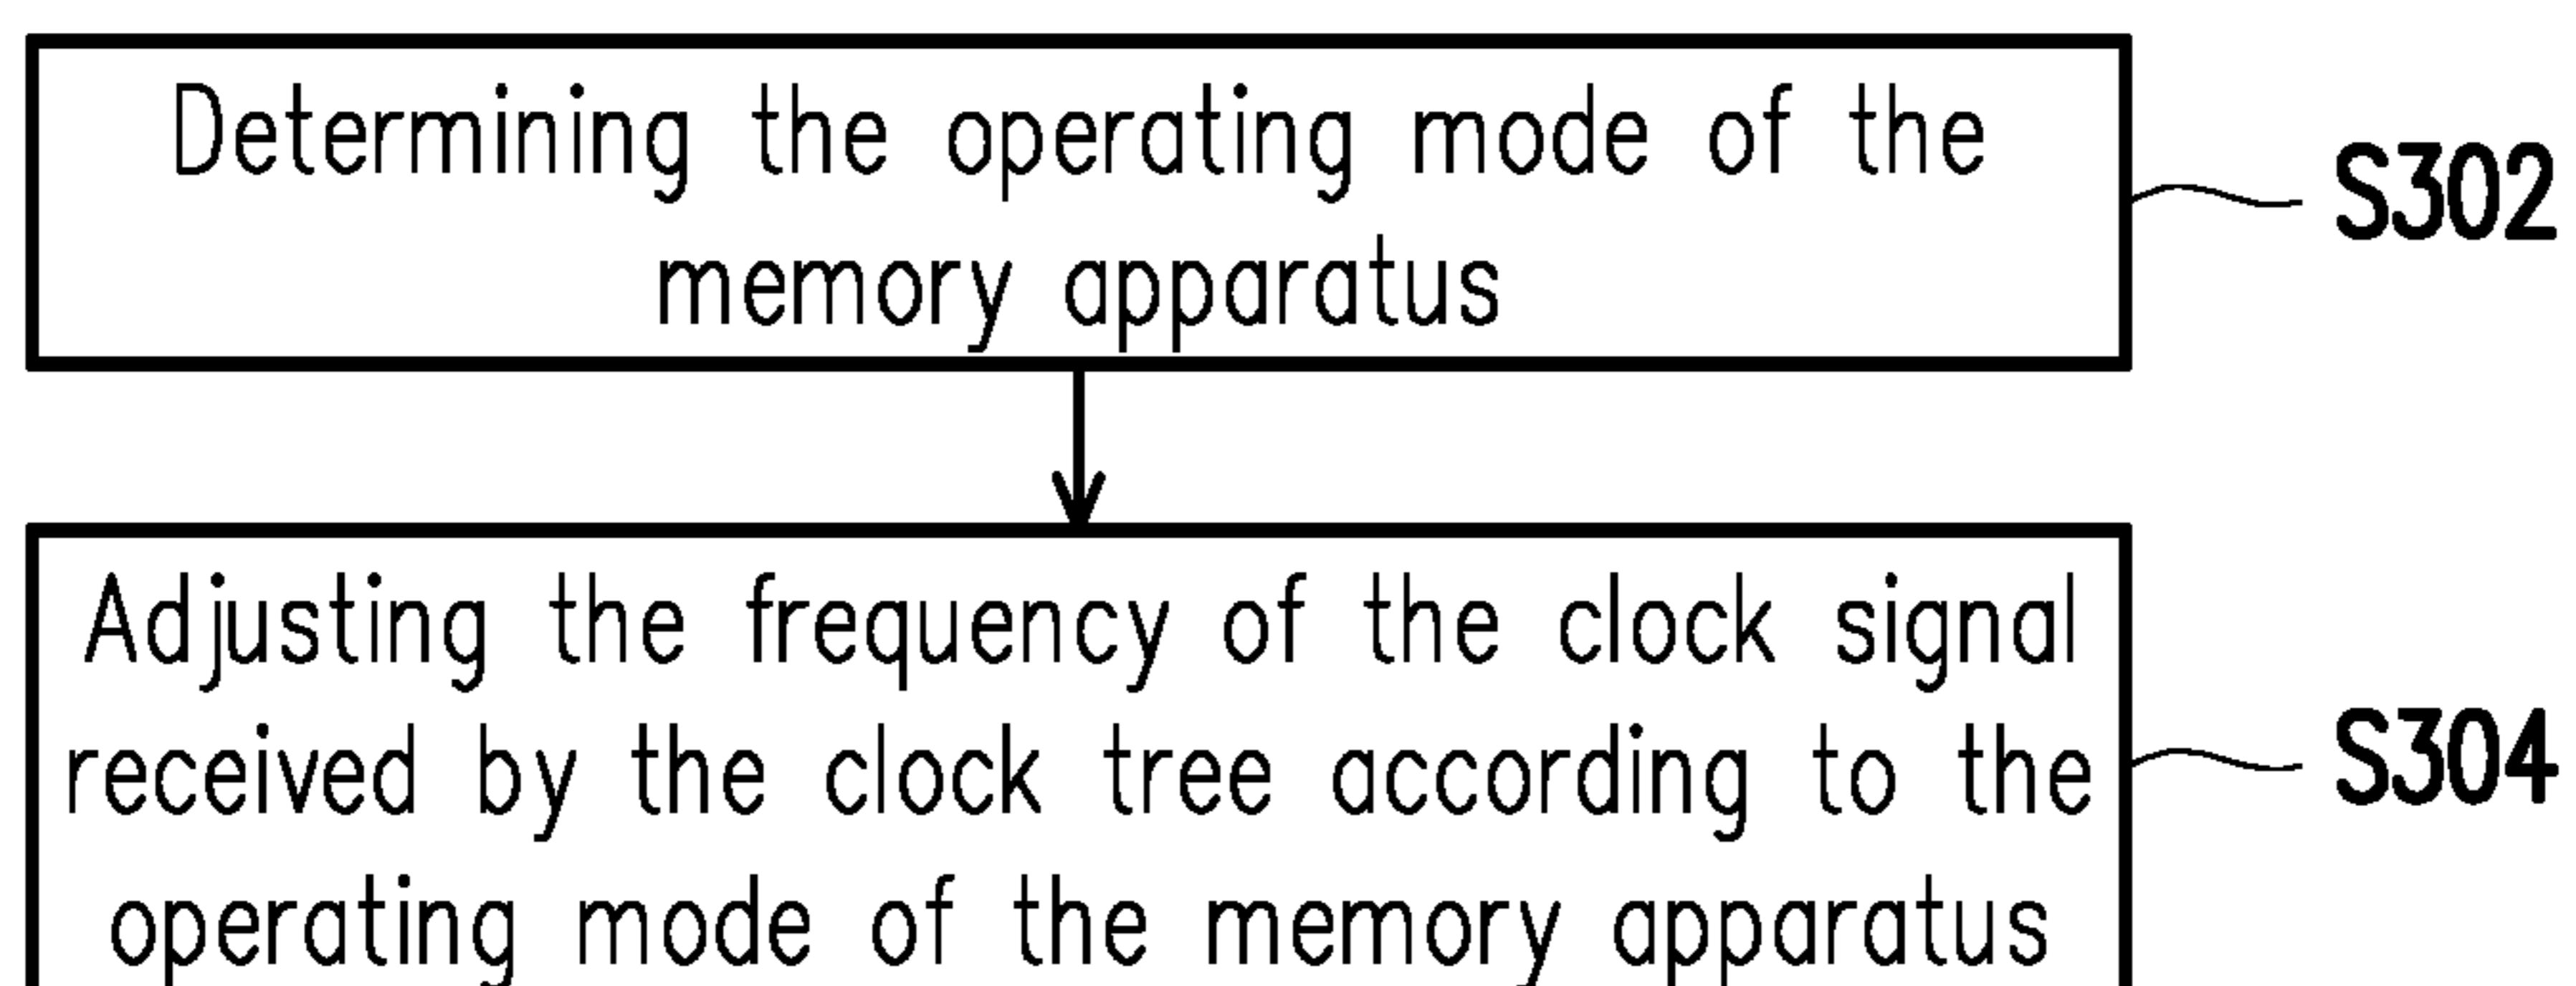 Determining the operating mode of the
memory apparatus
S302
Adjusting the frequency of the clock signal
received by the clock tree according to the
operating mode of the memory apparatus
S304